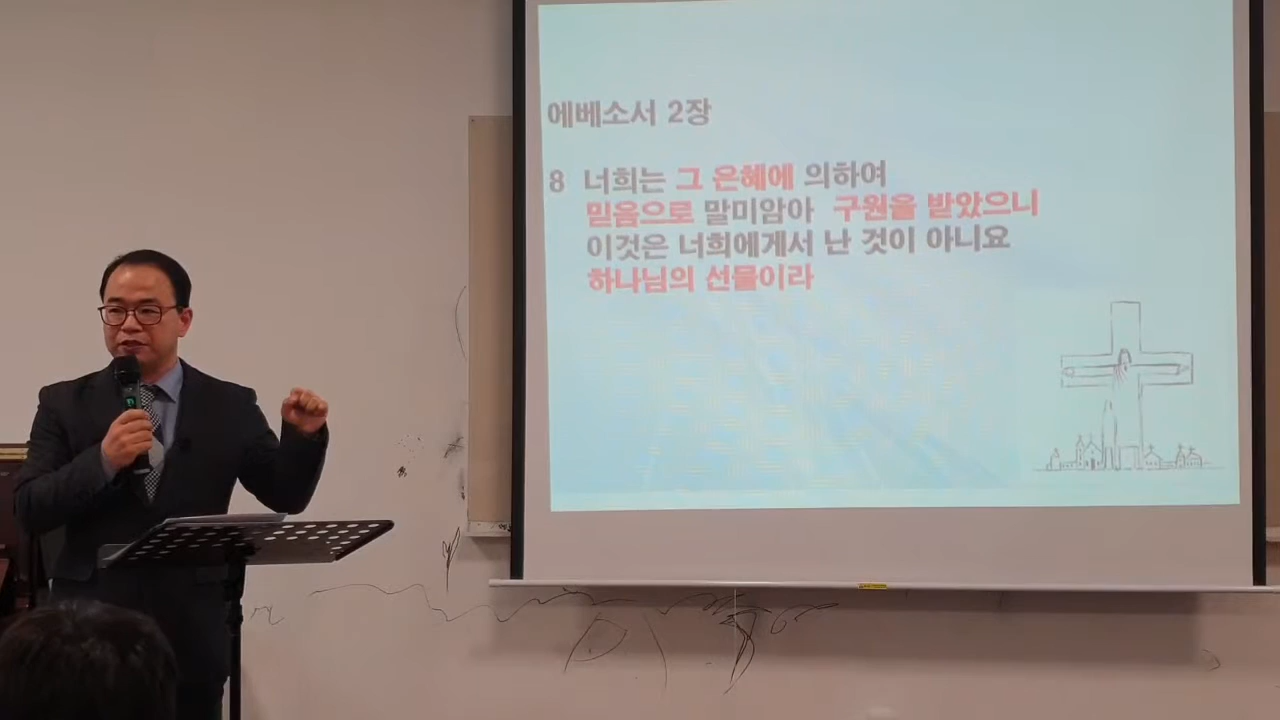 에베소서 2장
8 너희는 그 은혜에 의하여
믿음으로 말미암아 구원을 받았으니
이것은 너희에게서 난 것이 아니요
하나님의 선물이라